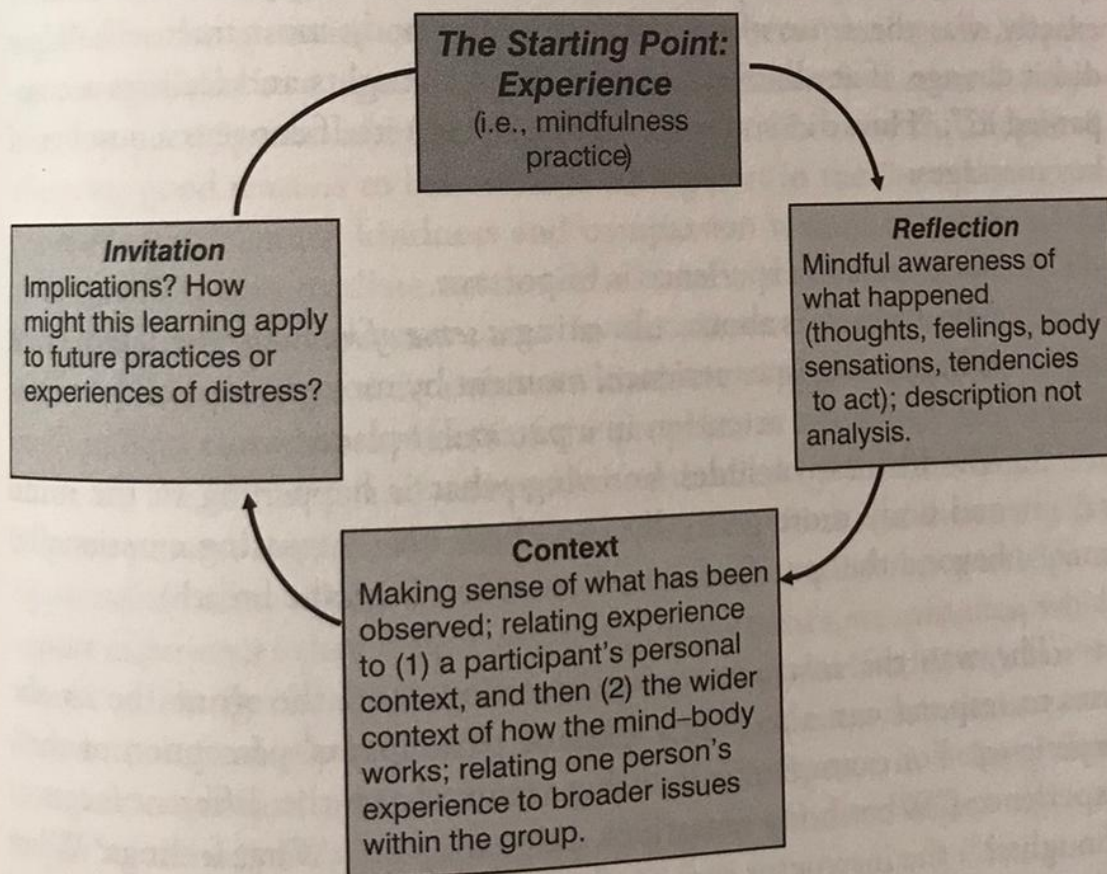 The Starting Point:
Experience
(i.e., mindfulness
practice)
Reflection
Mindful awareness of
what happened
(thoughts, feelings, body
sensations, tendencies
to act); description not
analysis.
Context
Making sense of what has been
observed; relating experience
to (1) a participant's personal
context, and then (2) the wider
context of how the mind–body
works; relating one person's
experience to broader issues
within the group.
Invitation
Implications? How
might this learning apply
to future practices or
experiences of distress?